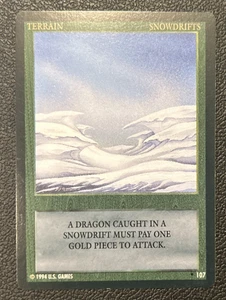 TERRAIN SNOWDRIFTS
A DRAGON CAUGHT IN A
SNOWDRIFT MUST PAY ONE
GOLD PIECE TO ATTACK.
© 1994 U.S. GAMES 107